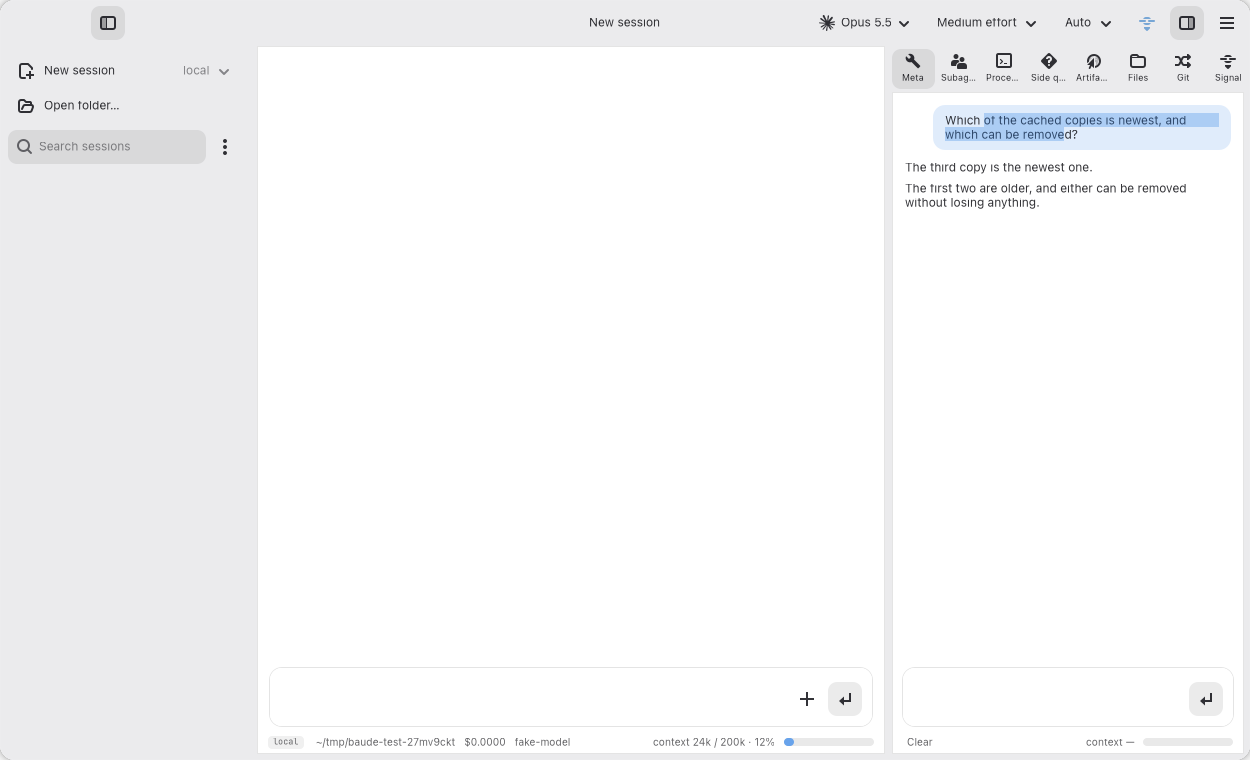 New session
Opus 5.5
Medium effort
Auto
New session
local
Open folder...
Search sessions
Meta
Subag...
Proce...
Side q...
Artifa...
Files
Git
Signal
Which of the cached copies is newest, and
which can be removed?
The third copy is the newest one.
The first two are older, and either can be removed
without losing anything.
local
~/tmp/baude-test-27mv9ckt
$0.0000
fake-model
context 24k / 200k · 12%
Clear
context —